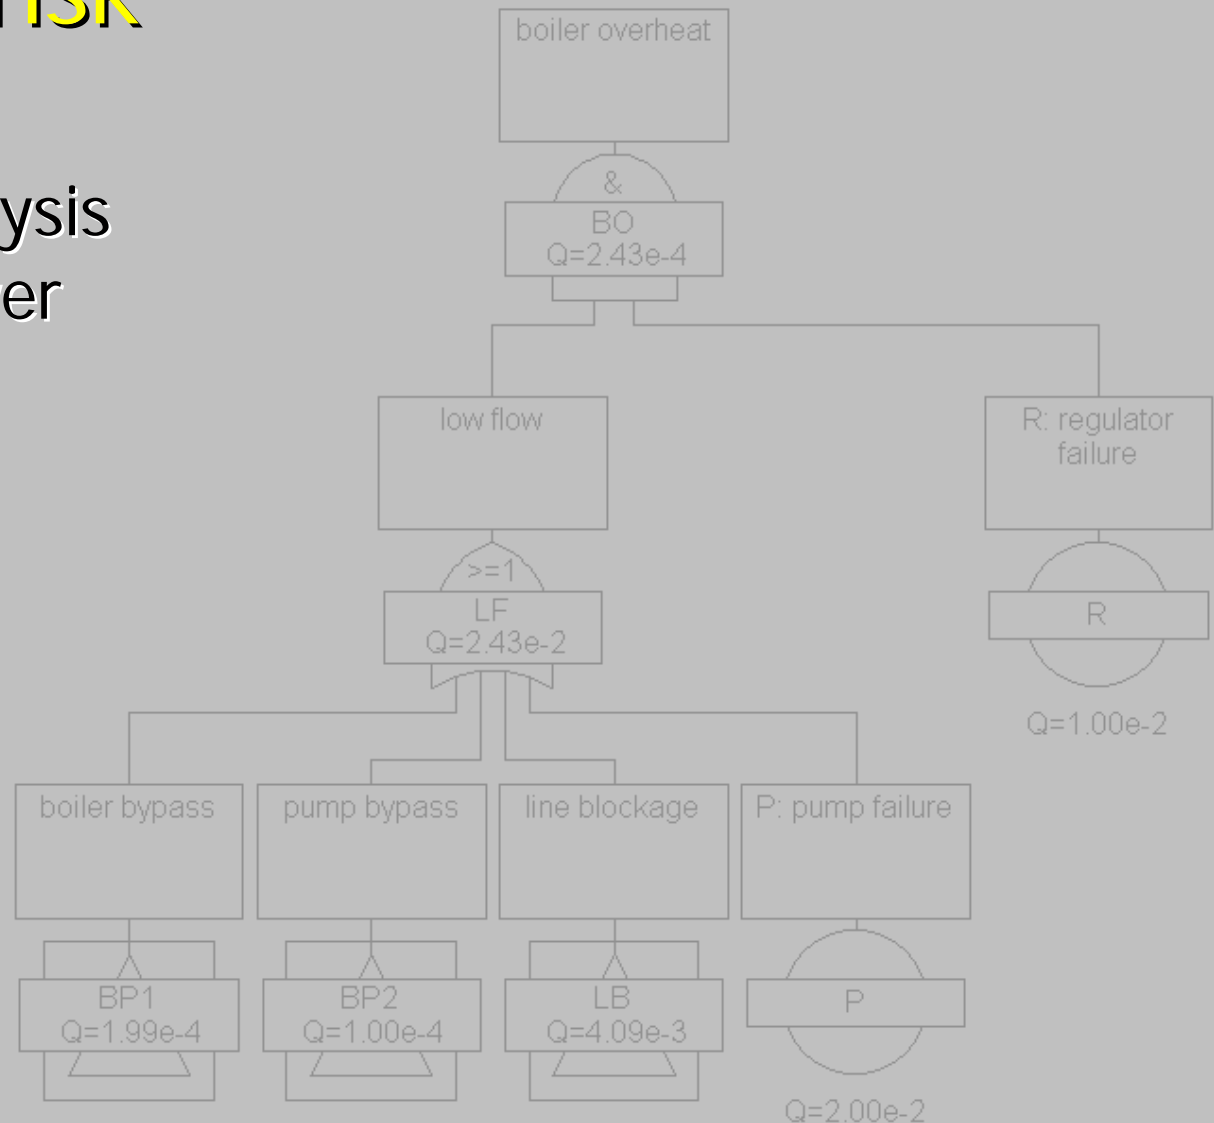 boiler overheat
ysis
&
BO
Q=2.43e-4
er
low flow
R: regulator
failure
>=1
LF
Q=2.43e-2
R
Q=1.00e-2
boiler bypass
pump bypass
line blockage
P: pump failure
BP1
Q=1.99e-4
BP2
Q=1.00e-4
LB
Q=4.09e-3
P
Q=2.00e-2